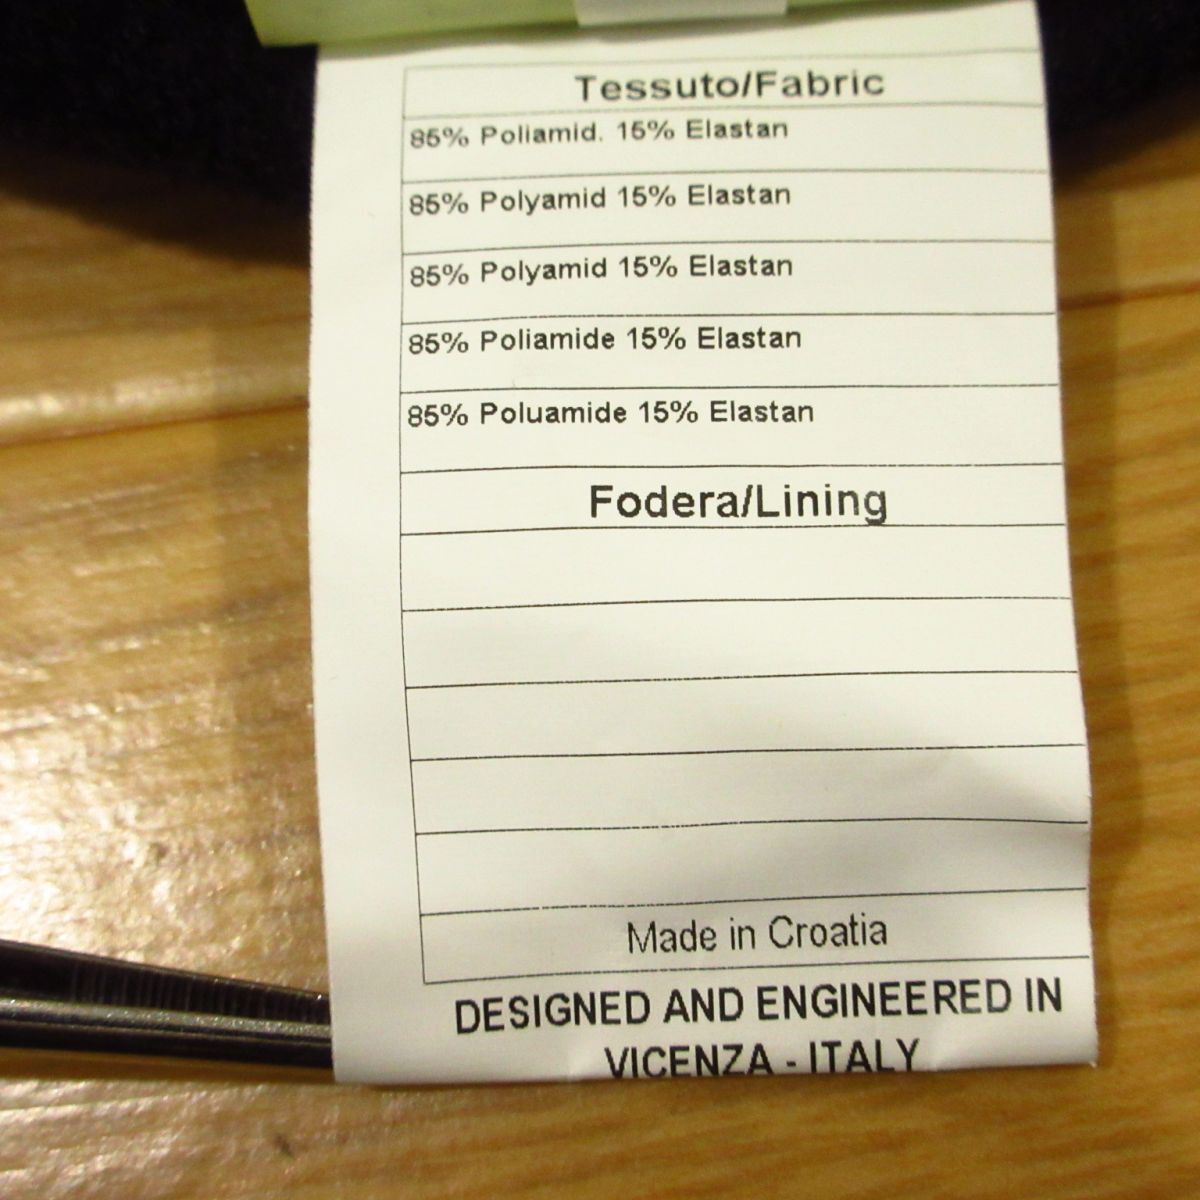 Tessuto/Fabric
85% Poliamid. 15% Elastan
85% Polyamid 15% Elastan
85% Polyamid 15% Elastan
85% Poliamide 15% Elastan
85% Poluamide 15% Elastan
Fodera/Lining
Made in Croatia
DESIGNED AND ENGINEERED IN
VICENZA - ITALY